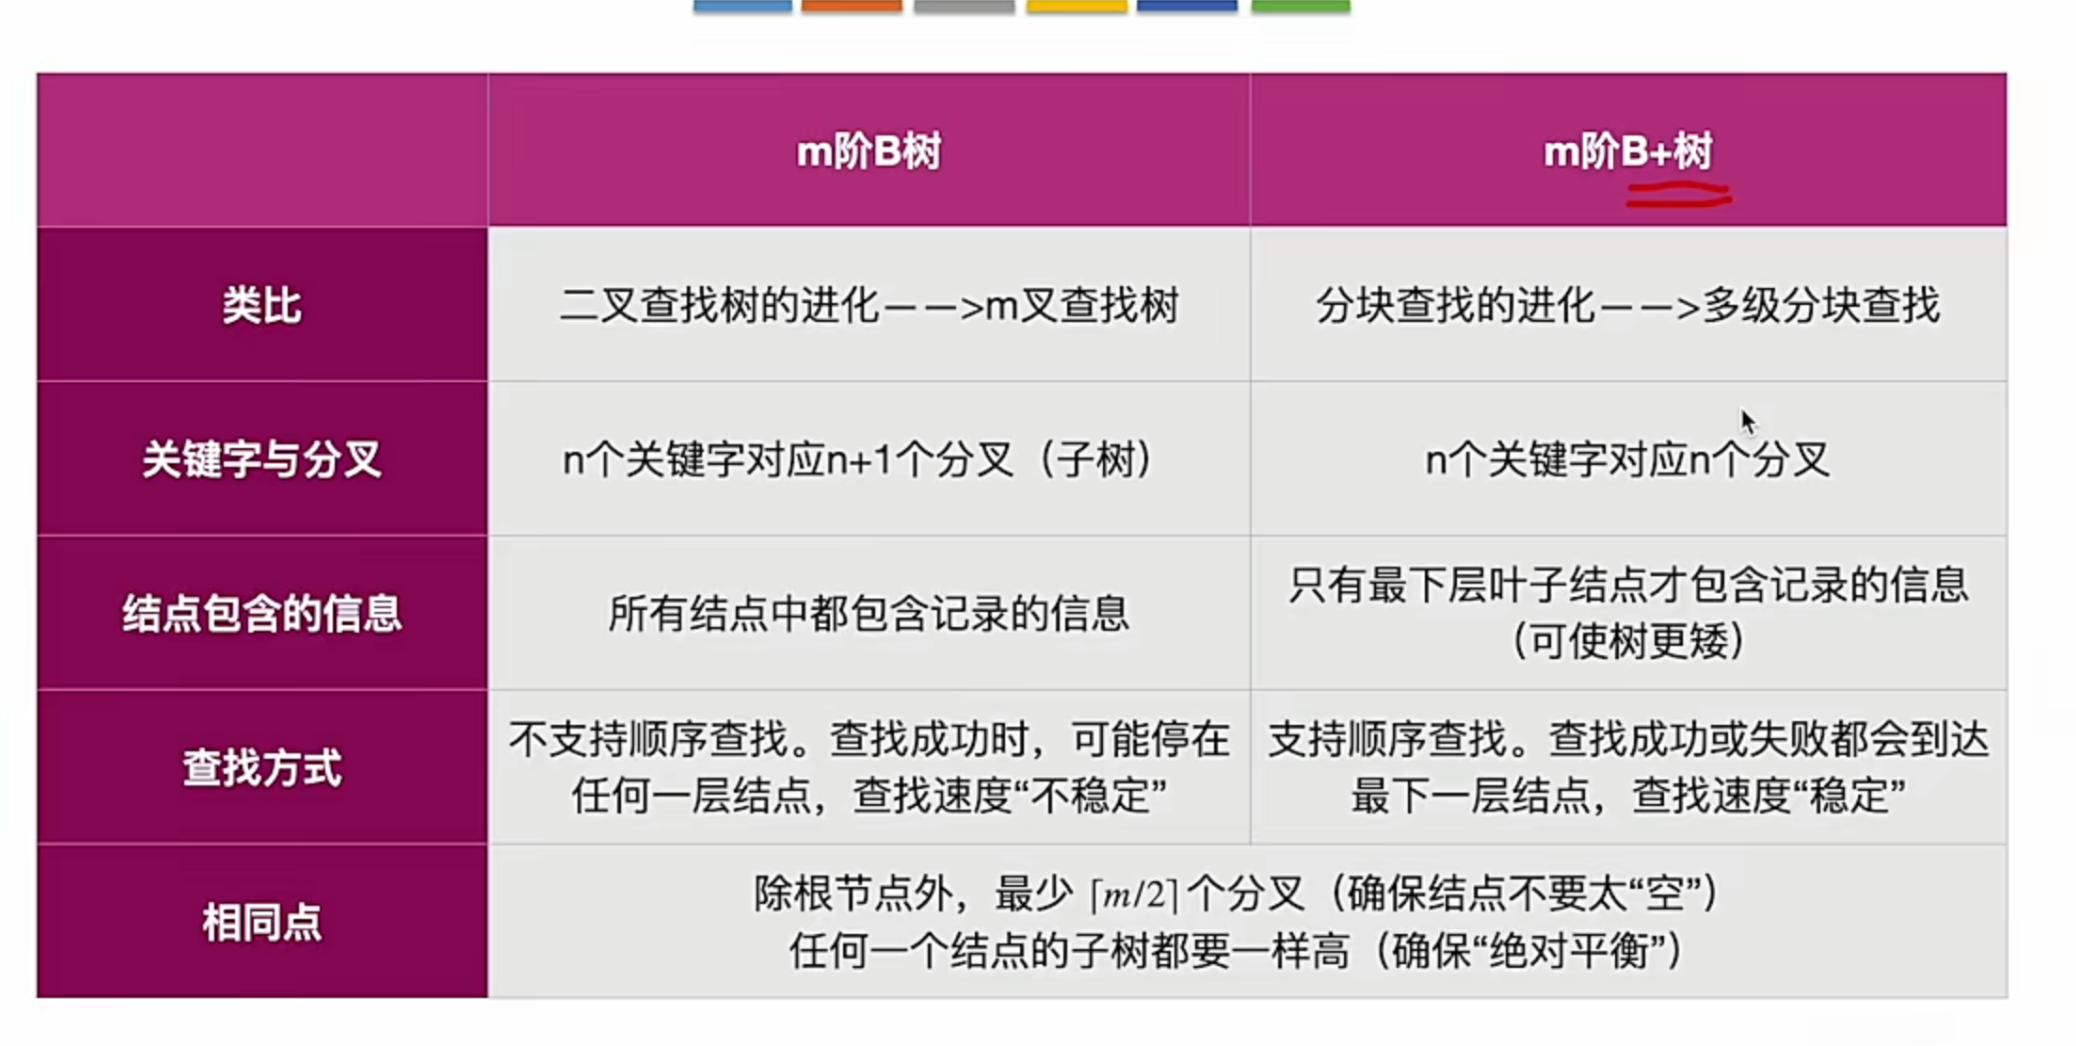 m阶B树
m阶B+树
类比
二叉查找树的进化——>m叉查找树
分块查找的进化——>多级分块查找
关键字与分叉
n个关键字对应n+1个分叉（子树）
n个关键字对应n个分叉
结点包含的信息
所有结点中都包含记录的信息
只有最下层叶子结点才包含记录的信息
（可使树更矮）
查找方式
不支持顺序查找。查找成功时，可能停在
任何一层结点，查找速度“不稳定”
支持顺序查找。查找成功或失败都会到达
最下一层结点，查找速度“稳定”
相同点
除根节点外，最少 ⌈m/2⌉ 个分叉（确保结点不要太“空”）
任何一个结点的子树都要一样高（确保“绝对平衡”）